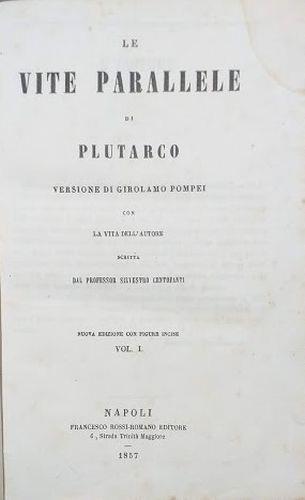 LE
VITE PARALLELE
DI
PLUTARCO
VERSIONE DI GIROLAMO POMPEI
CON
LA VITA DELL'AUTORE
SCRITTA
DAL PROFESSOR SILVESTRO CENTOFANTI
NUOVA EDIZIONE CON FIGURE INCISE
VOL. I.
NAPOLI
FRANCESCO ROSSI-ROMANO EDITORE
6, Strada Trinità Maggiore
1857